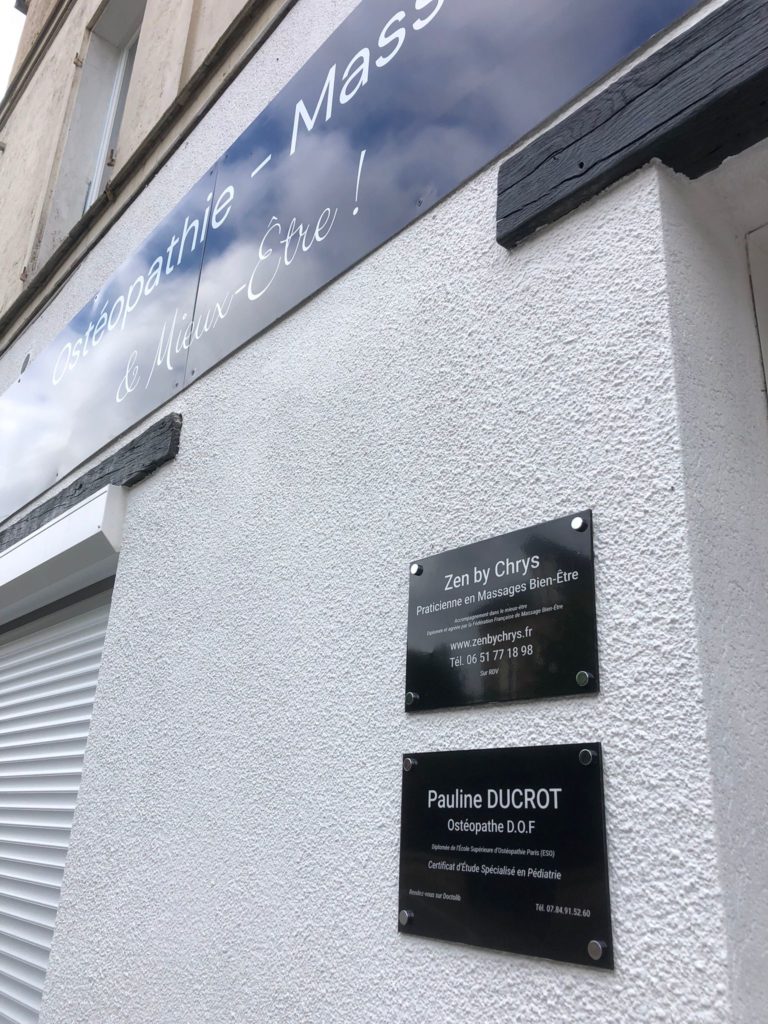 Ostéopathie - Mass
& Mieux-Être !
Zen by Chrys
Praticienne en Massages Bien-Être
Accompagnement dans le mieux-être
Diplomée et agréée par la Fédération Française de Massage Bien-Être
www.zenbychrys.fr
Tél. 06 51 77 18 98
Sur RDV
Pauline DUCROT
Ostéopathe D.O.F
Diplomée de l'École Supérieure d'Ostéopathie Paris (ESO)
Certificat d'Étude Spécialisé en Pédiatrie
Rendez-vous sur Doctolib
Tél. 07.84.91.52.60